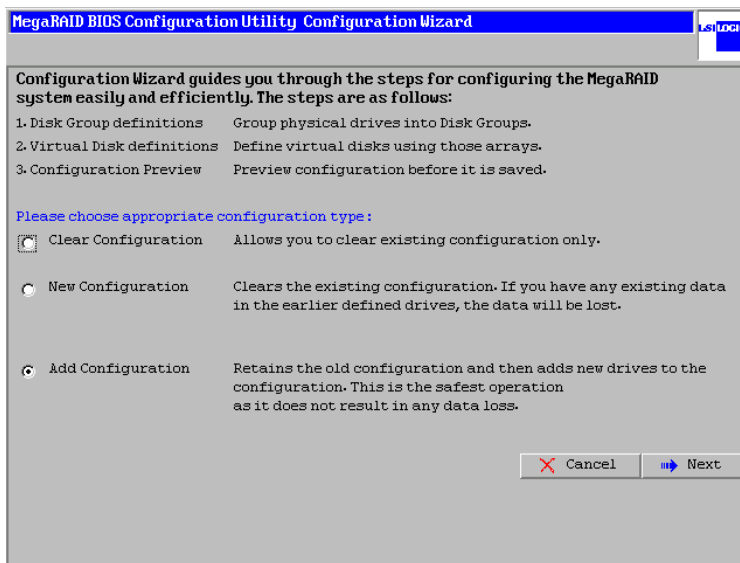 MegaRAID BIOS Configuration Utility Configuration Wizard
LSI LOGI
Configuration Wizard guides you through the steps for configuring the MegaRAID
system easily and efficiently. The steps are as follows:
1. Disk Group definitions Group physical drives into Disk Groups.
2. Virtual Disk definitions Define virtual disks using those arrays.
3. Configuration Preview Preview configuration before it is saved.
Please choose appropriate configuration type:
Clear Configuration Allows you to clear existing configuration only.
New Configuration Clears the existing configuration. If you have any existing data
in the earlier defined drives, the data will be lost.
Add Configuration Retains the old configuration and then adds new drives to the
configuration. This is the safest operation
as it does not result in any data loss.
Cancel Next